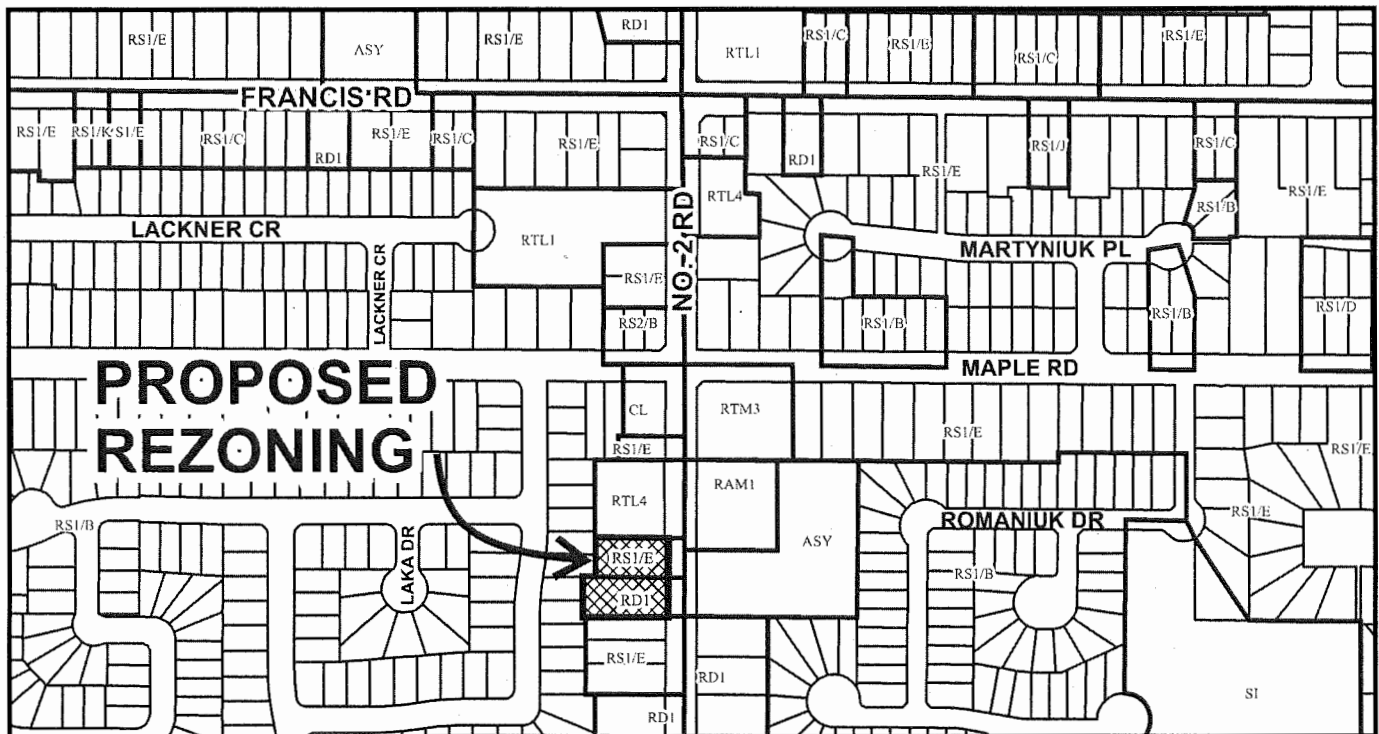 RS1/E
ASY
RS1/E
RD1
RTL1
RS1/C
RS1/E
RS1/C
RS1/E
FRANCIS RD
RS1/E
RS1/K
S1/E
RS1/C
RD1
RS1/E
RS1/C
RS1/E
RS1/C
RD1
RS1/E
RS1/J
RS1/C
RS1/E
LACKNER CR
RTL1
NO. 2 RD
RTL4
RS1/B
MARTYNIUK PL
LACKNER CR
RS1/E
RS2/B
RS1/B
RS1/B
RS1/D
MAPLE RD
PROPOSED
REZONING
CL
RS1/E
RTM3
RS1/E
RS1/E
RTL4
RAM1
ASY
ROMANIUK DR
RS1/E
RS1/B
LAKA DR
RS1/E
RD1
RS1/B
RS1/E
RD1
RD1
SI